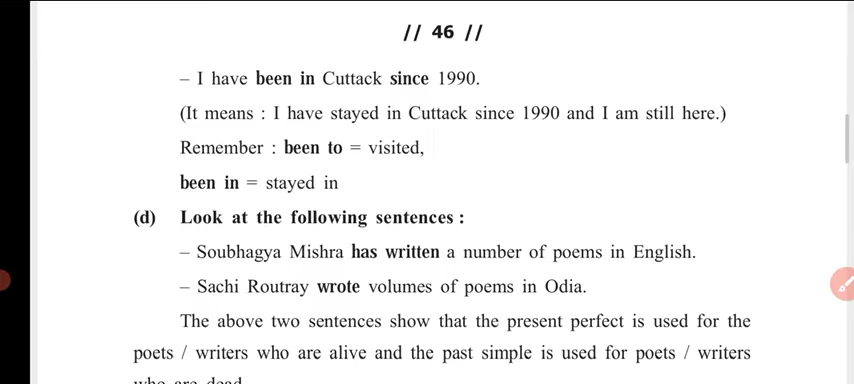 // 46 //
– I have been in Cuttack since 1990.
(It means : I have stayed in Cuttack since 1990 and I am still here.)
Remember : been to = visited,
been in = stayed in
(d) Look at the following sentences :
– Soubhagya Mishra has written a number of poems in English.
– Sachi Routray wrote volumes of poems in Odia.
The above two sentences show that the present perfect is used for the
poets / writers who are alive and the past simple is used for poets / writers
who are dead